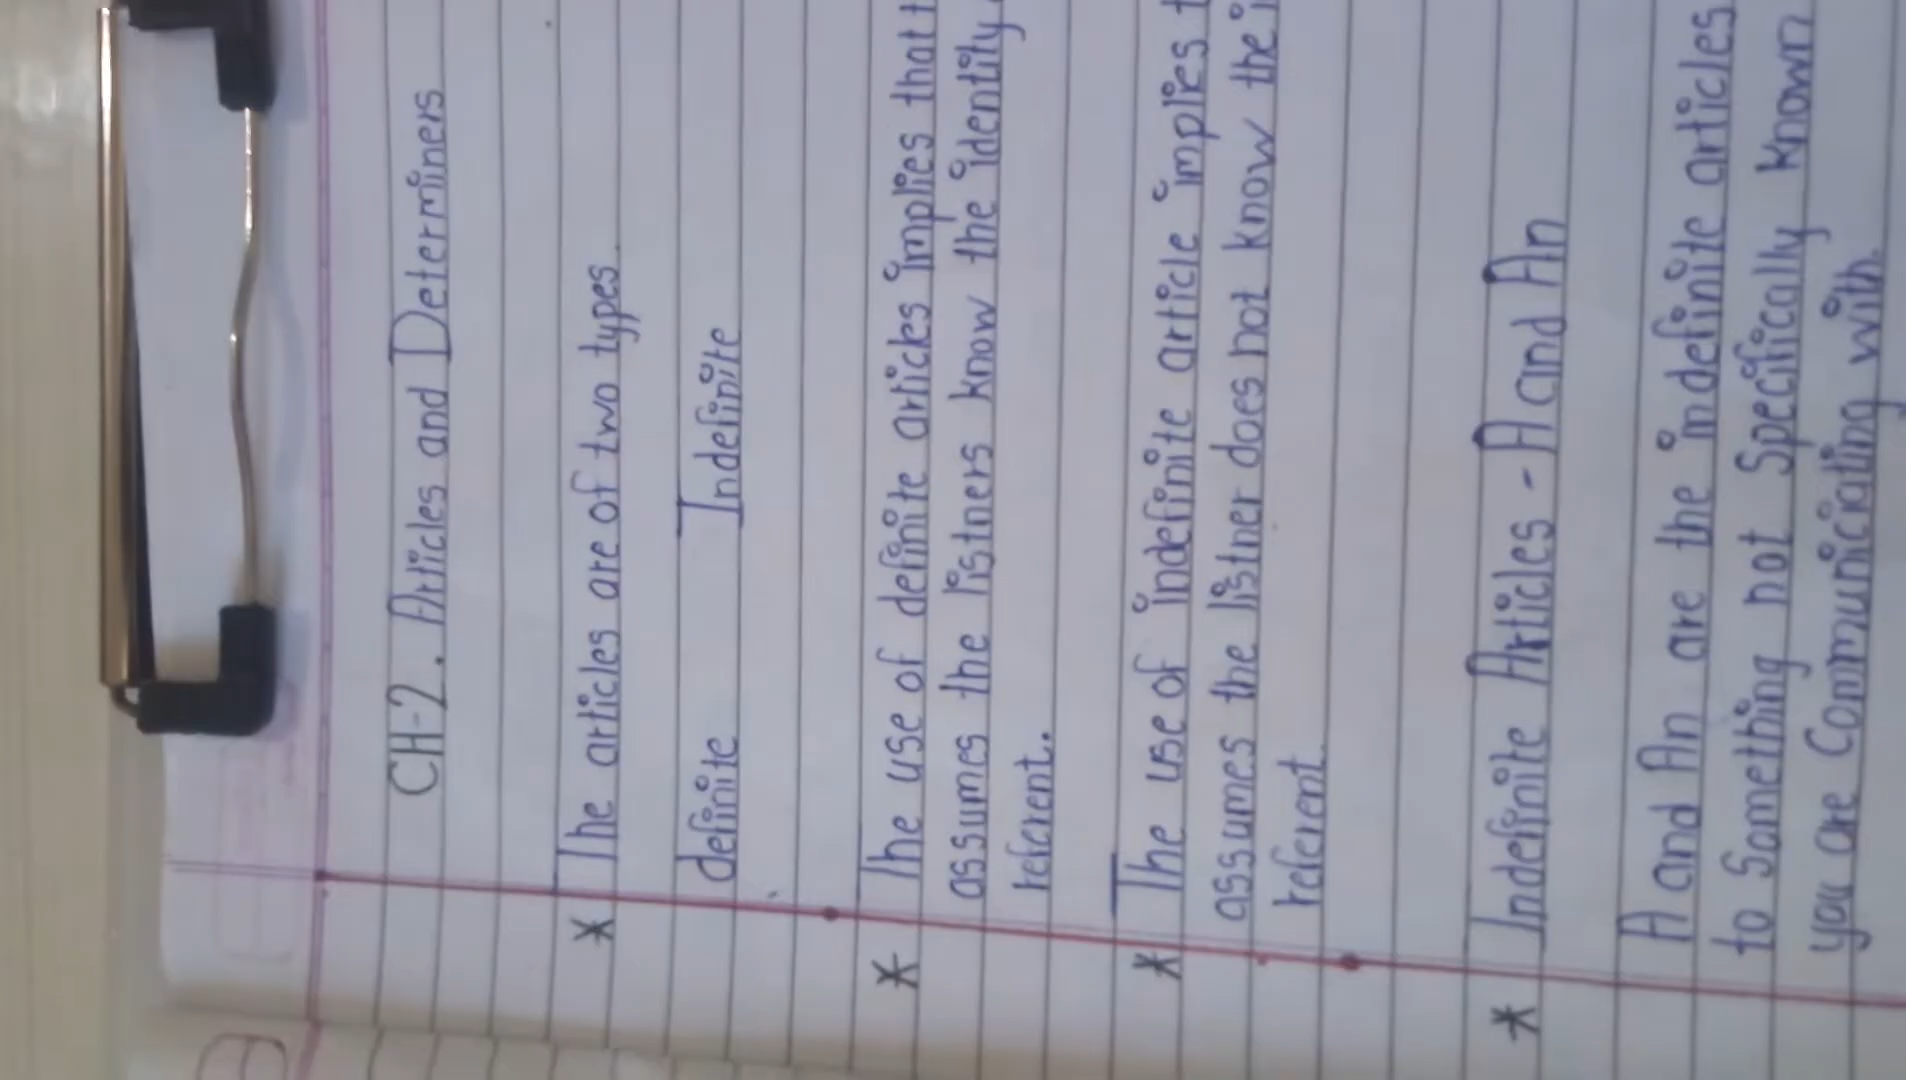 CH-2. Articles and Determiners
* The articles are of two types.
definite Indefinite
* The use of definite articles implies that
assumes the listners know the identity
referent.
* The use of indefinite article implies
assumes the listner does not know the
referent.
* Indefinite Articles - A and An
A and An are the indefinite articles
to Something not Specifically known
you are Communiciating with.